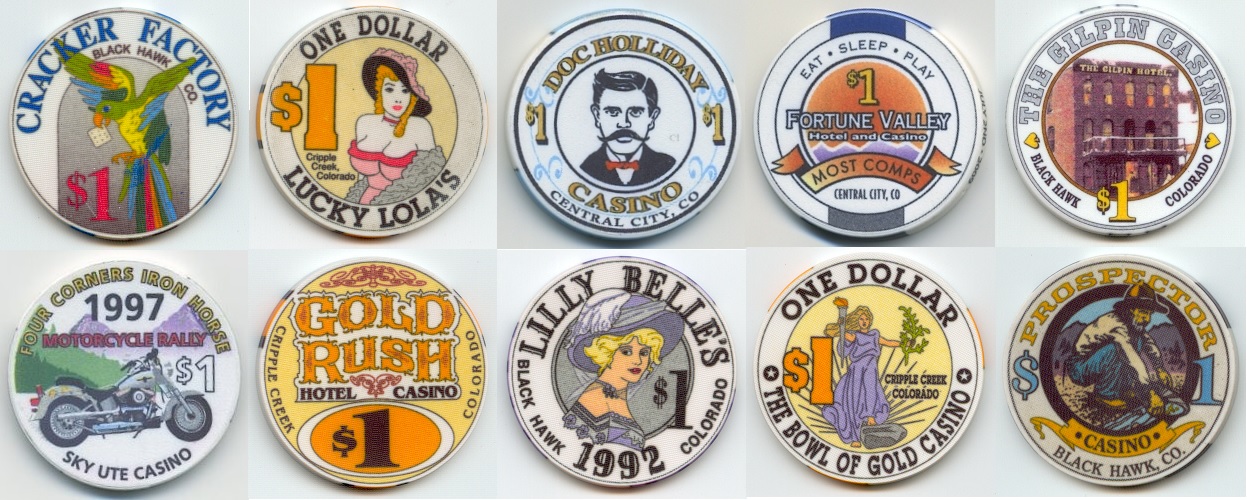 CRACKER FACTORY
BLACK HAWK
CO.
$1
ONE DOLLAR
$1
Cripple
Creek,
Colorado
LUCKY LOLA'S
DOC HOLLIDAY
$1 $1
CASINO
CENTRAL CITY, CO
EAT • SLEEP • PLAY
$1
FORTUNE VALLEY
Hotel and Casino
MOST COMPS
CENTRAL CITY, CO
THE GILPIN CASINO
THE GILPIN HOTEL
BLACK HAWK COLORADO
$1
FOUR CORNERS IRON HORSE
1997
MOTORCYCLE RALLY
$1
SKY UTE CASINO
GOLD
RUSH
HOTEL CASINO
CRIPPLE CREEK COLORADO
$1
LILLY BELLE'S
$1
BLACK HAWK COLORADO
1992
ONE DOLLAR
$1
CRIPPLE CREEK
COLORADO
THE BOWL OF GOLD CASINO
PROSPECTOR
$ 1
• CASINO •
BLACK HAWK, CO.